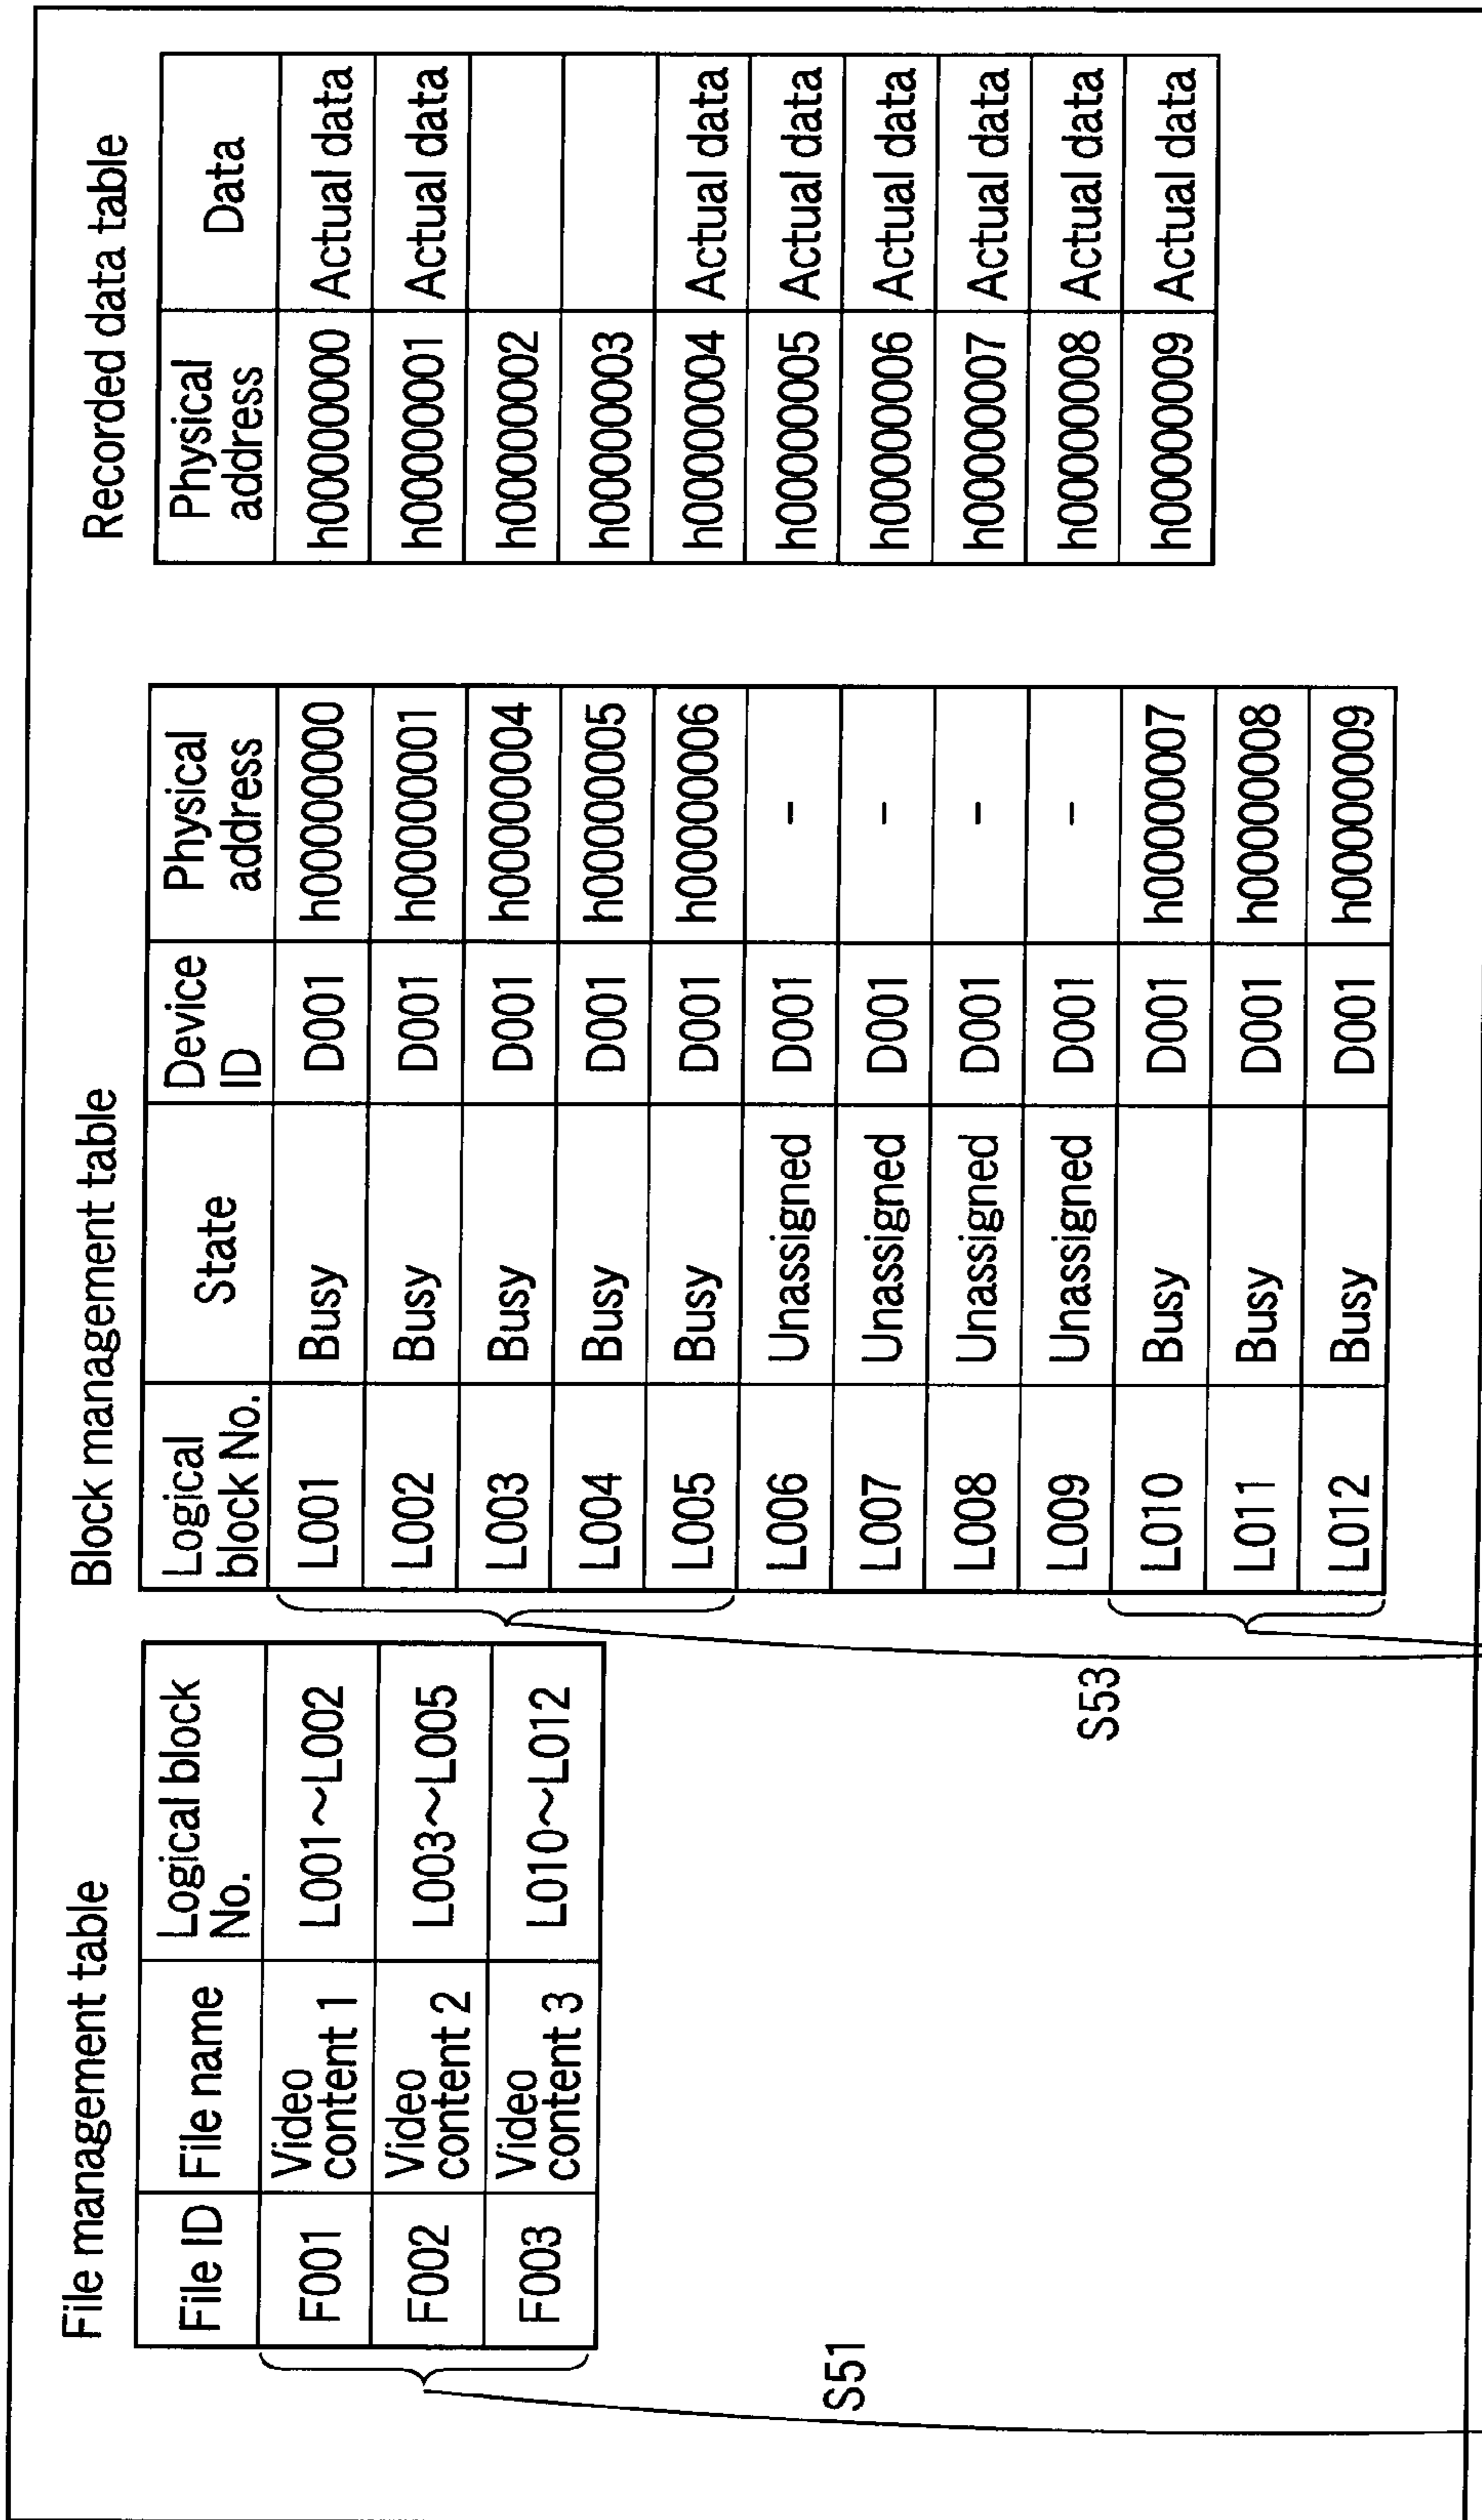 File management table
File ID File name Logical block
No.
F001 Video
content 1 L001~L002
F002 Video
content 2 L003~L005
F003 Video
content 3 L010~L012
S51
Block management table
Logical
block No. State Device
ID Physical
address
L001 Busy D001 h00000000
L002 Busy D001 h00000001
L003 Busy D001 h00000004
L004 Busy D001 h00000005
L005 Busy D001 h00000006
L006 Unassigned D001 -
L007 Unassigned D001 -
L008 Unassigned D001 -
L009 Unassigned D001 -
L010 Busy D001 h00000007
L011 Busy D001 h00000008
L012 Busy D001 h00000009
S53
Recorded data table
Physical
address Data
h00000000 Actual data
h00000001 Actual data
h00000002
h00000003
h00000004 Actual data
h00000005 Actual data
h00000006 Actual data
h00000007 Actual data
h00000008 Actual data
h00000009 Actual data